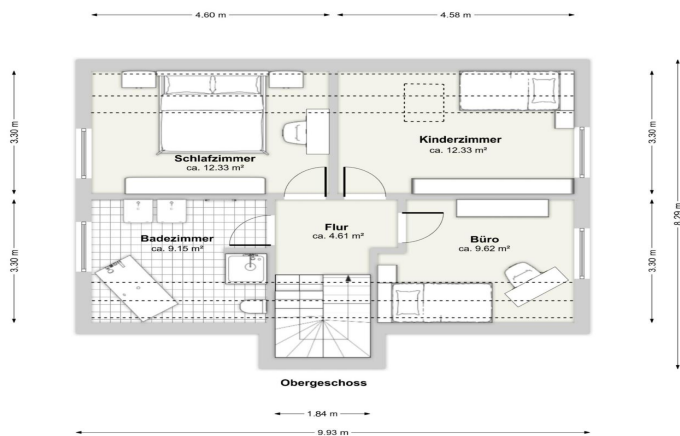 4.60 m
4.58 m
3.30 m
3.30 m
8.29 m
Schlafzimmer
ca. 12.33 m²
Kinderzimmer
ca. 12.33 m²
Flur
ca. 4.61 m²
Badezimmer
ca. 9.15 m²
Büro
ca. 9.62 m²
3.30 m
3.30 m
Obergeschoss
1.84 m
9.93 m